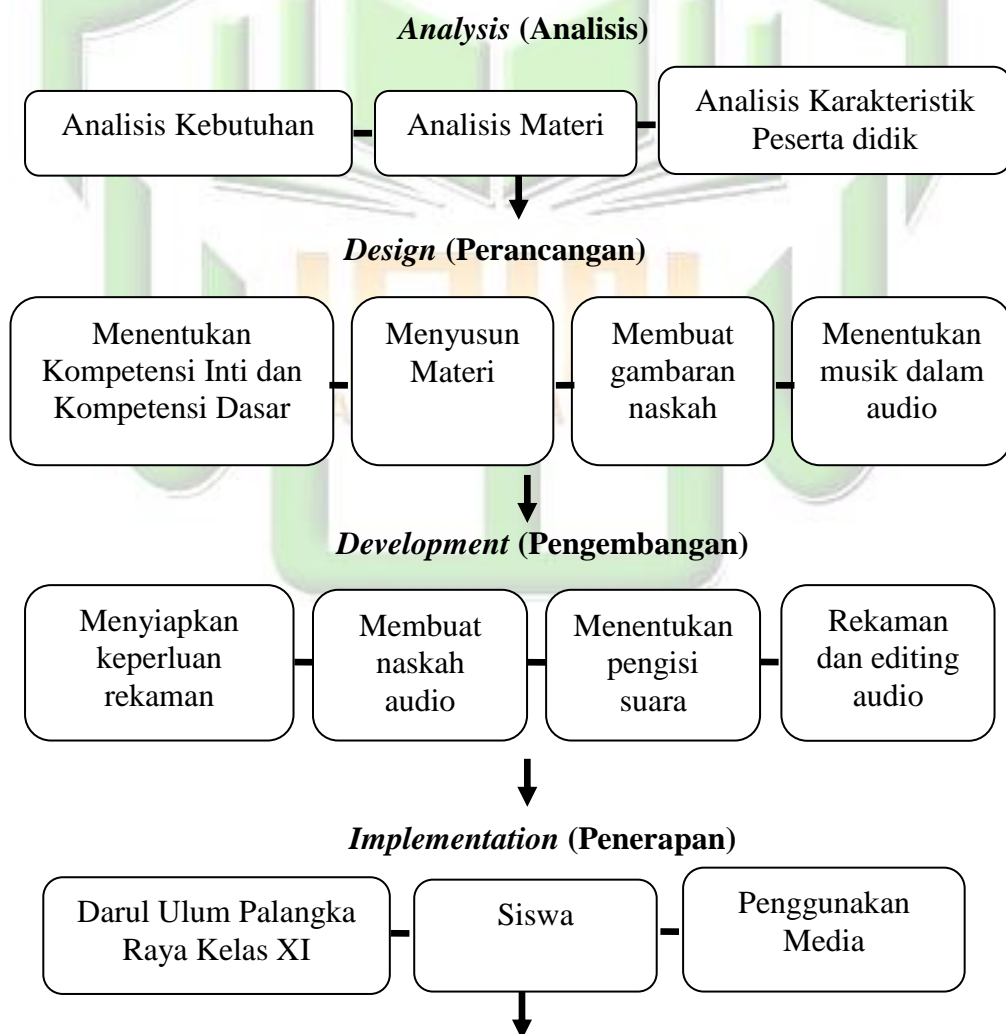 Analysis (Analisis)
Analisis Kebutuhan
Analisis Materi
Analisis Karakteristik
Peserta didik
Design (Perancangan)
Menentukan
Kompetensi Inti dan
Kompetensi Dasar
Menyusun
Materi
Membuat
gambaran
naskah
Menentukan
musik dalam
audio
Development (Pengembangan)
Menyiapkan
keperluan
rekaman
Membuat
naskah
audio
Menentukan
pengisi
suara
Rekaman
dan editing
audio
Implementation (Penerapan)
Darul Ulum Palangka
Raya Kelas XI
Siswa
Penggunakan
Media